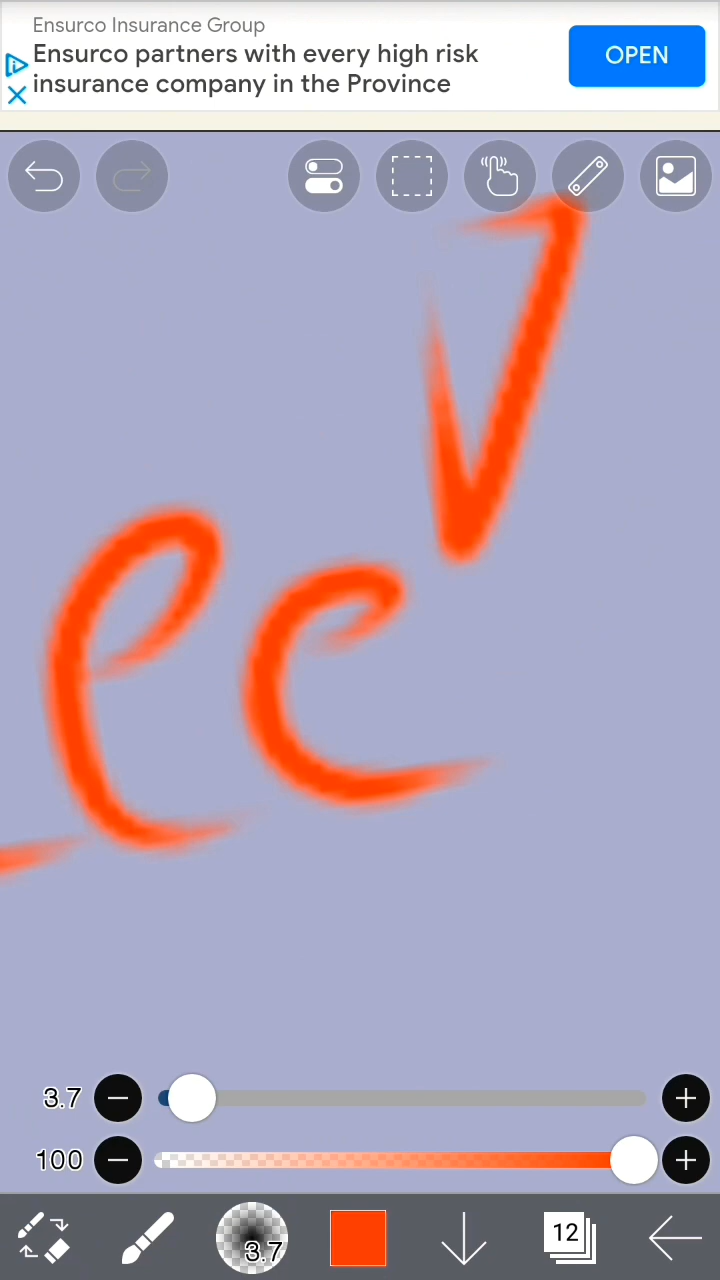 Ensurco Insurance Group
Ensurco partners with every high risk
insurance company in the Province
OPEN
ee
3.7
100
3.7
12